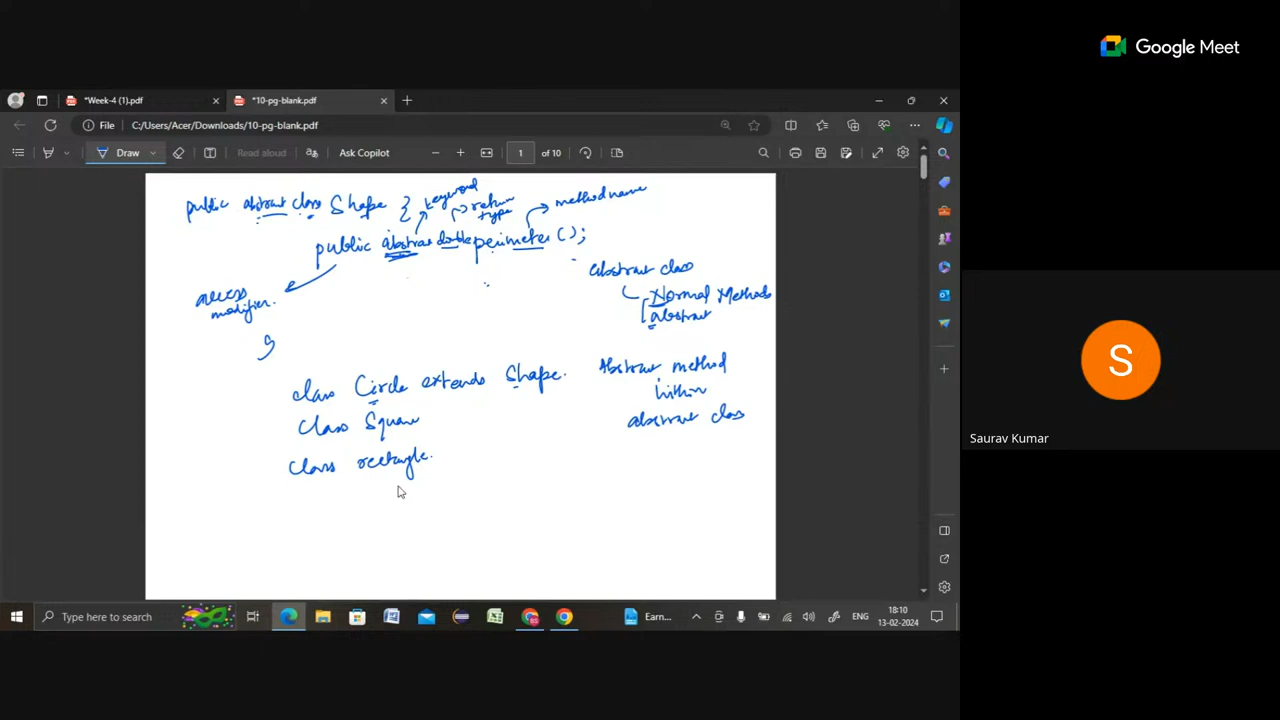 Google Meet
*Week-4 (1).pdf
*10-pg-blank.pdf
File
C:/Users/Acer/Downloads/10-pg-blank.pdf
Draw
Read aloud
Ask Copilot
1 of 10
public abstract class Shape {
keyword
return type
method name
public abstrac double perimeter ( ) ;
access modifier.
}
abstract class
Normal Methods
abstract
class Circle extends Shape.
Class Square
Class rectangle.
Abstract method
within
abstract class
S
Saurav Kumar
Type here to search
Earn...
ENG
18:10
13-02-2024